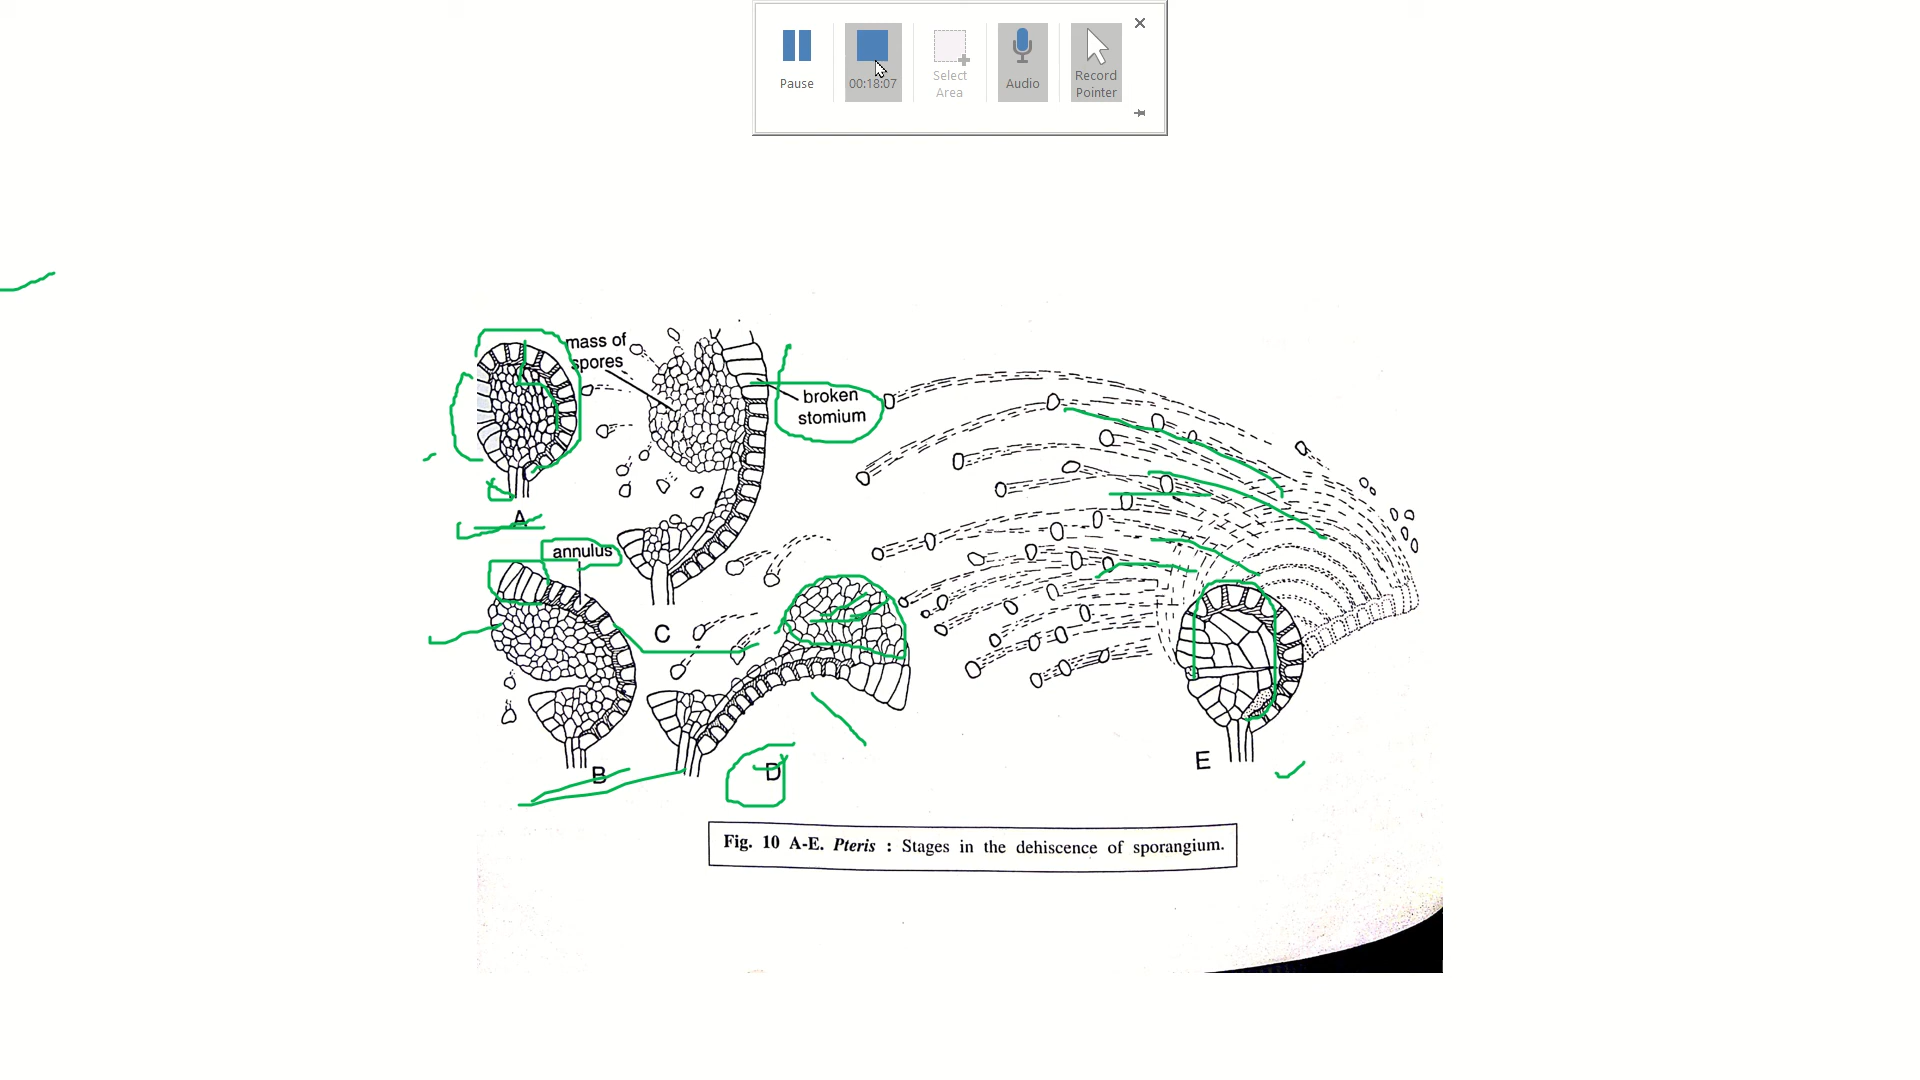 Pause
00:18:07
Select
Area
Audio
Record
Pointer
mass of
spores
broken
stomium
A
annulus
C
B
D
E
Fig. 10 A-E. Pteris : Stages in the dehiscence of sporangium.